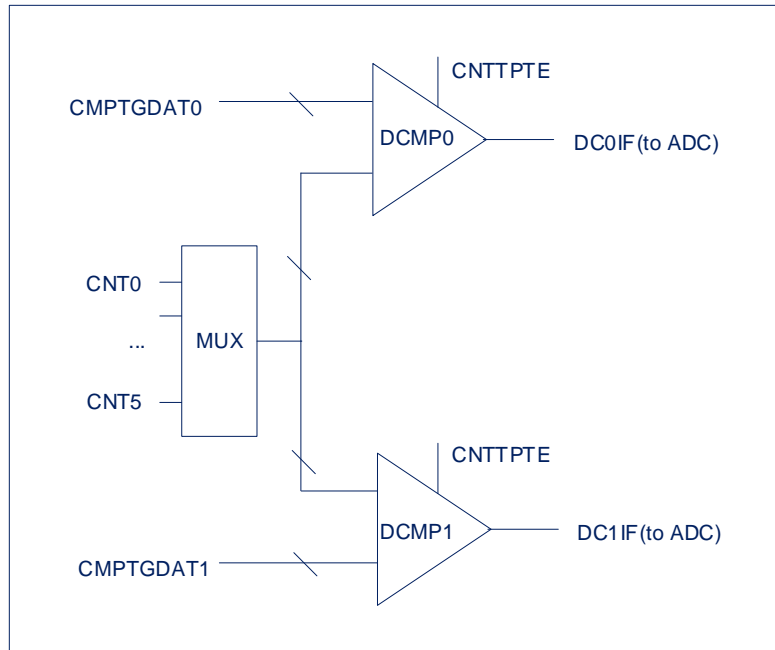 CNTTPTE
CMPTGDAT0
DCMP0
DC0IF(to ADC)
CNT0
MUX
...
CNT5
CNTTPTE
DCMP1
DC1IF(to ADC)
CMPTGDAT1